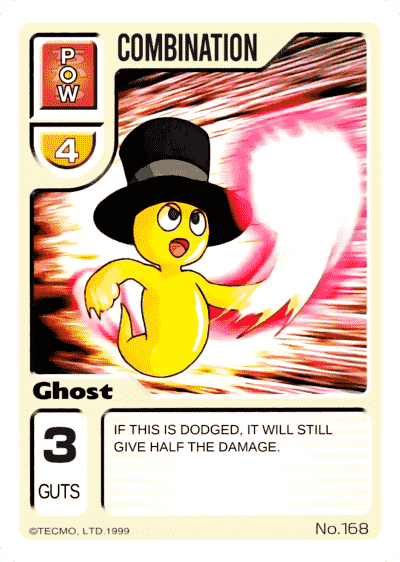 POW
COMBINATION
4
Ghost
3
GUTS
IF THIS IS DODGED, IT WILL STILL
GIVE HALF THE DAMAGE.
©TECMO, LTD.1999
No.168